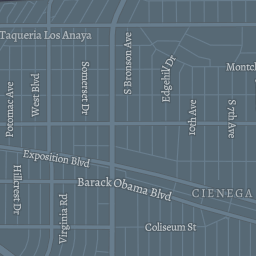 Taqueria Los Anaya
S Bronson Ave
Edgehill Dr
Montcl
Potomac Ave
West Blvd
Somerset Dr
10th Ave
S 7th Ave
Exposition Blvd
Hillcrest Dr
Barack Obama Blvd
CIENEGA
Virginia Rd
Coliseum St